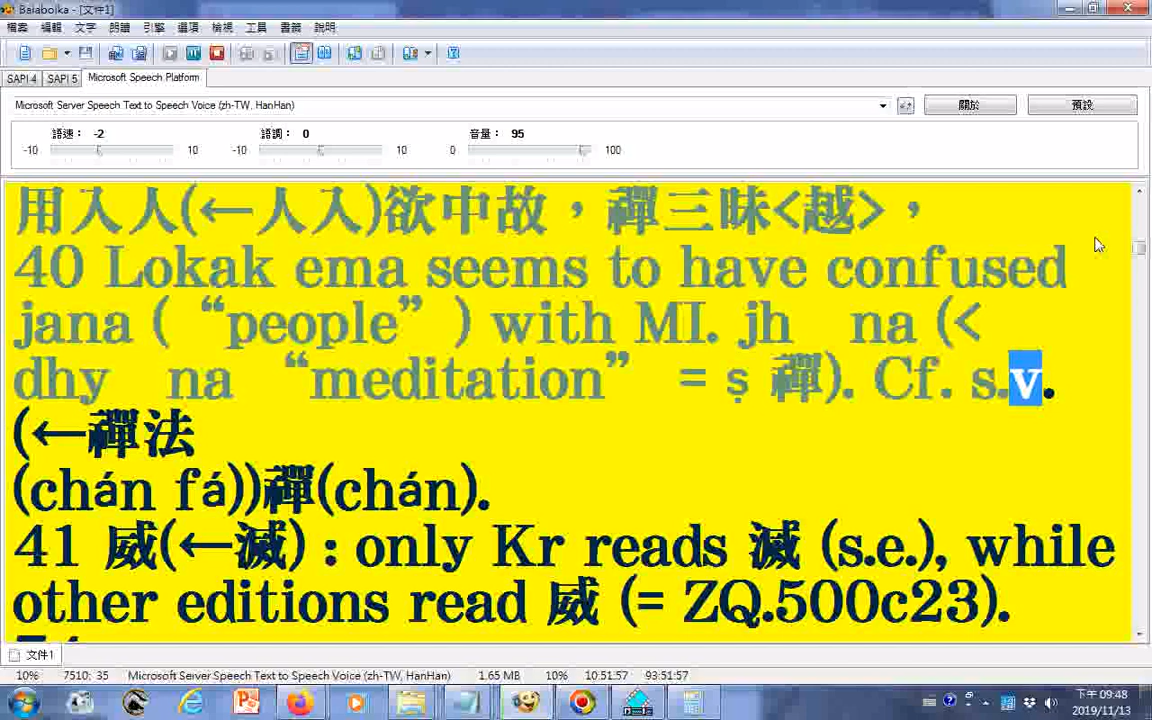 Balabolka - [文件1]
檔案 編輯 文字 朗讀 引擎 選項 檢視 工具 書籤 說明
SAPI 4 SAPI 5 Microsoft Speech Platform
Microsoft Server Speech Text to Speech Voice (zh-TW, HanHan) 關於 預設
語速： -2 語調： 0 音量： 95
-10 10 -10 10 0 100
用入人(←人入)欲中故，禪三昧<越>，
40 Lokak ema seems to have confused
jana ( “people” ) with MI. jh na (<
dhy na “meditation” = ṣ 禪). Cf. s.v.
(←禪法
(chán fá))禪(chán).
41 威(←滅) : only Kr reads 滅 (s.e.), while
other editions read 威 (= ZQ.500c23).
文件1
10% 7510; 35 Microsoft Server Speech Text to Speech Voice (zh-TW, HanHan) 1.65 MB 10% 10:51:57 93:51:57
下午 09:48
2019/11/13